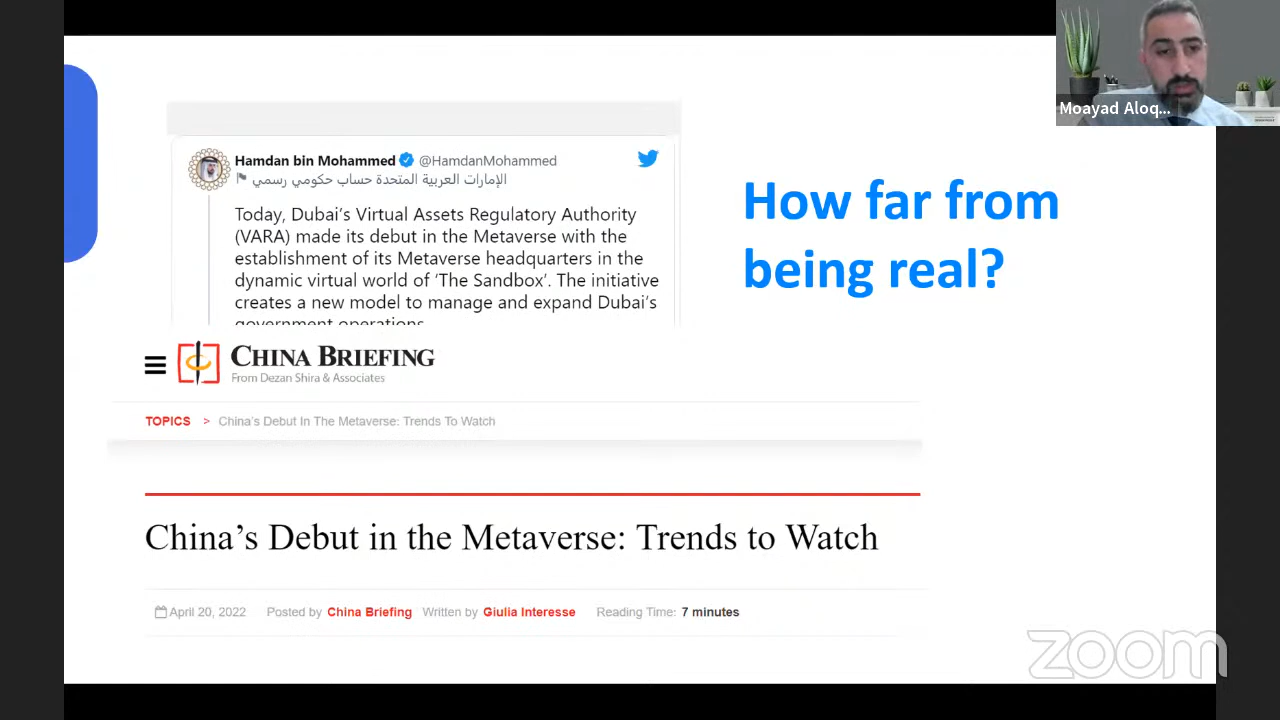 Moayad Aloq...
Hamdan bin Mohammed @HamdanMohammed
الإمارات العربية المتحدة حساب حكومي رسمي
Today, Dubai's Virtual Assets Regulatory Authority
(VARA) made its debut in the Metaverse with the
establishment of its Metaverse headquarters in the
dynamic virtual world of 'The Sandbox'. The initiative
creates a new model to manage and expand Dubai's
government operations.
How far from
being real?
CHINA BRIEFING
From Dezan Shira & Associates
TOPICS > China's Debut In The Metaverse: Trends To Watch
China's Debut in the Metaverse: Trends to Watch
April 20, 2022 Posted by China Briefing Written by Giulia Interesse Reading Time: 7 minutes
zoom